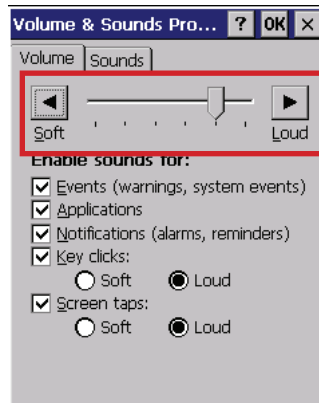 Volume & Sounds Pro... ? OK ×
Volume Sounds
Soft Loud
Enable sounds for:
Events (warnings, system events)
Applications
Notifications (alarms, reminders)
Key clicks:
Soft Loud
Screen taps:
Soft Loud